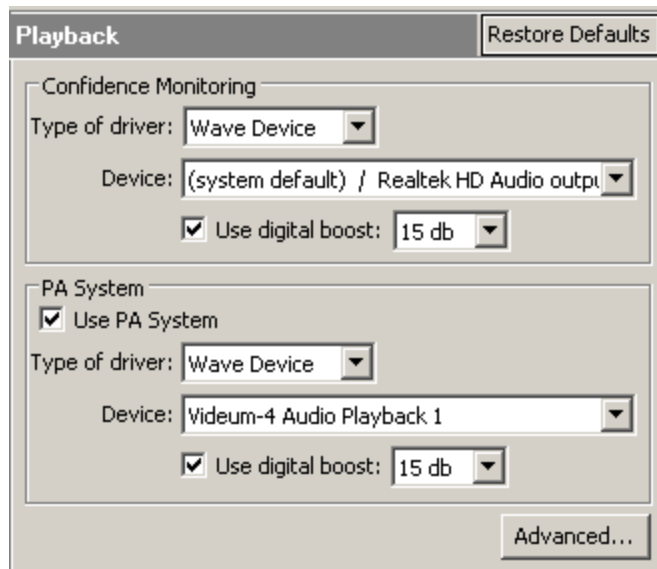 Playback
Restore Defaults
Confidence Monitoring
Type of driver: Wave Device
Device: (system default) / Realtek HD Audio outpu
Use digital boost: 15 db
PA System
Use PA System
Type of driver: Wave Device
Device: Videum-4 Audio Playback 1
Use digital boost: 15 db
Advanced...